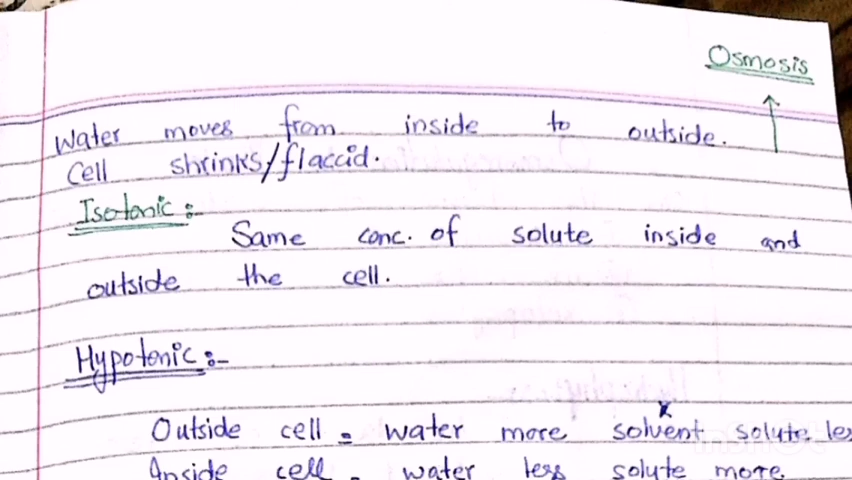 Osmosis
Water moves from inside to outside.
Cell shrinks/flaccid.
Isotonic :-
Same conc. of solute inside and
outside the cell.
Hypotonic :-
Outside cell = water more solvent solute les
Inside cell = water less solute more.